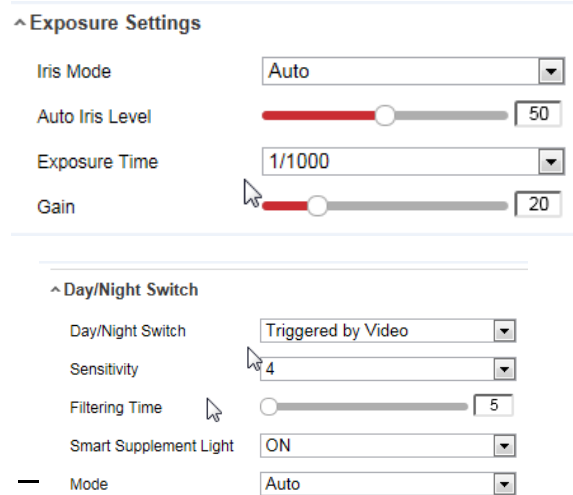 Exposure Settings
Iris Mode Auto
Auto Iris Level 50
Exposure Time 1/1000
Gain 20
Day/Night Switch
Day/Night Switch Triggered by Video
Sensitivity 4
Filtering Time 5
Smart Supplement Light ON
Mode Auto